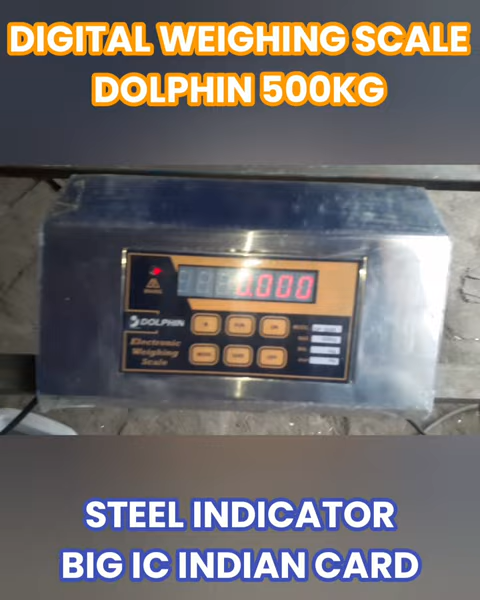 DIGITAL WEIGHING SCALE
DOLPHIN 500KG
0.000
DOLPHIN
Electronic
Weighing
Scale
STEEL INDICATOR
BIG IC INDIAN CARD